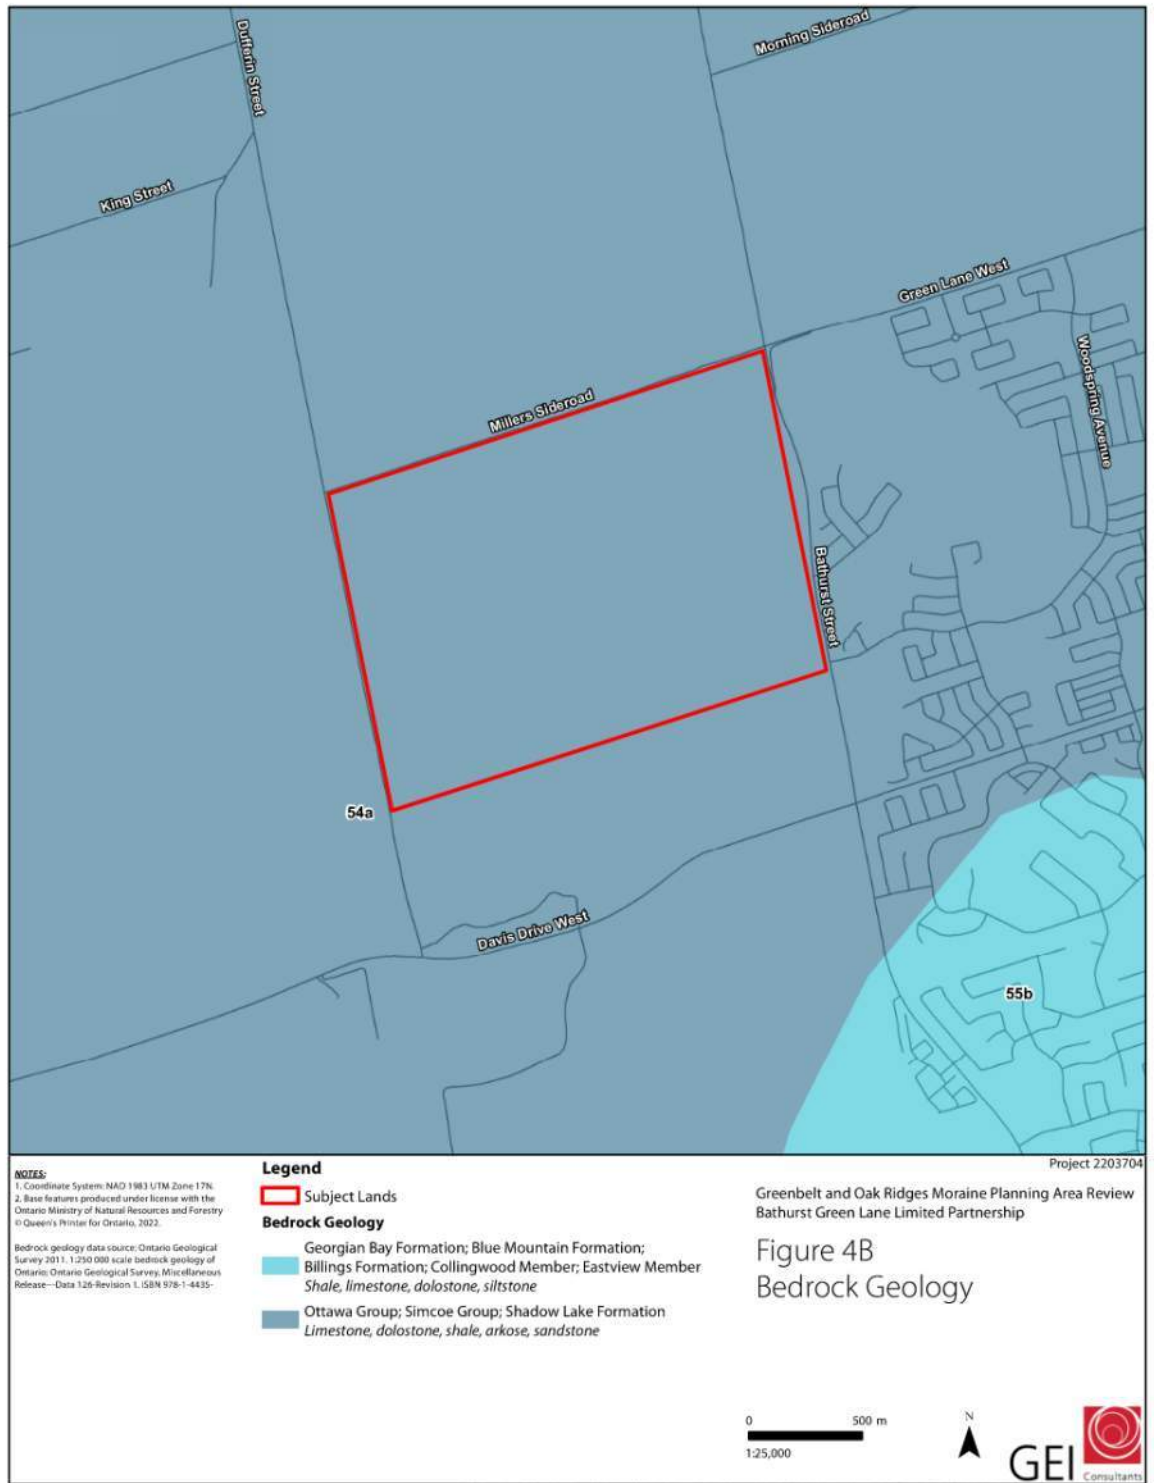 Dufferin Street
Morning Sideroad
King Street
Green Lane West
Woodspring Avenue
Millers Sideroad
Bathurst Street
54a
Davis Drive West
55b
NOTES:
1. Coordinate System: NAD 1983 UTM Zone 17N.
2. Base features produced under license with the
Ontario Ministry of Natural Resources and Forestry
© Queen's Printer for Ontario, 2022.
Bedrock geology data source: Ontario Geological
Survey 2011. 1:250 000 scale bedrock geology of
Ontario; Ontario Geological Survey, Miscellaneous
Release---Data 126-Revision 1. ISBN 978-1-4435-
Legend
Subject Lands
Bedrock Geology
Georgian Bay Formation; Blue Mountain Formation;
Billings Formation; Collingwood Member; Eastview Member
Shale, limestone, dolostone, siltstone
Ottawa Group; Simcoe Group; Shadow Lake Formation
Limestone, dolostone, shale, arkose, sandstone
Project 2203704
Greenbelt and Oak Ridges Moraine Planning Area Review
Bathurst Green Lane Limited Partnership
Figure 4B
Bedrock Geology
0 500 m
1:25,000
N
GEI
Consultants